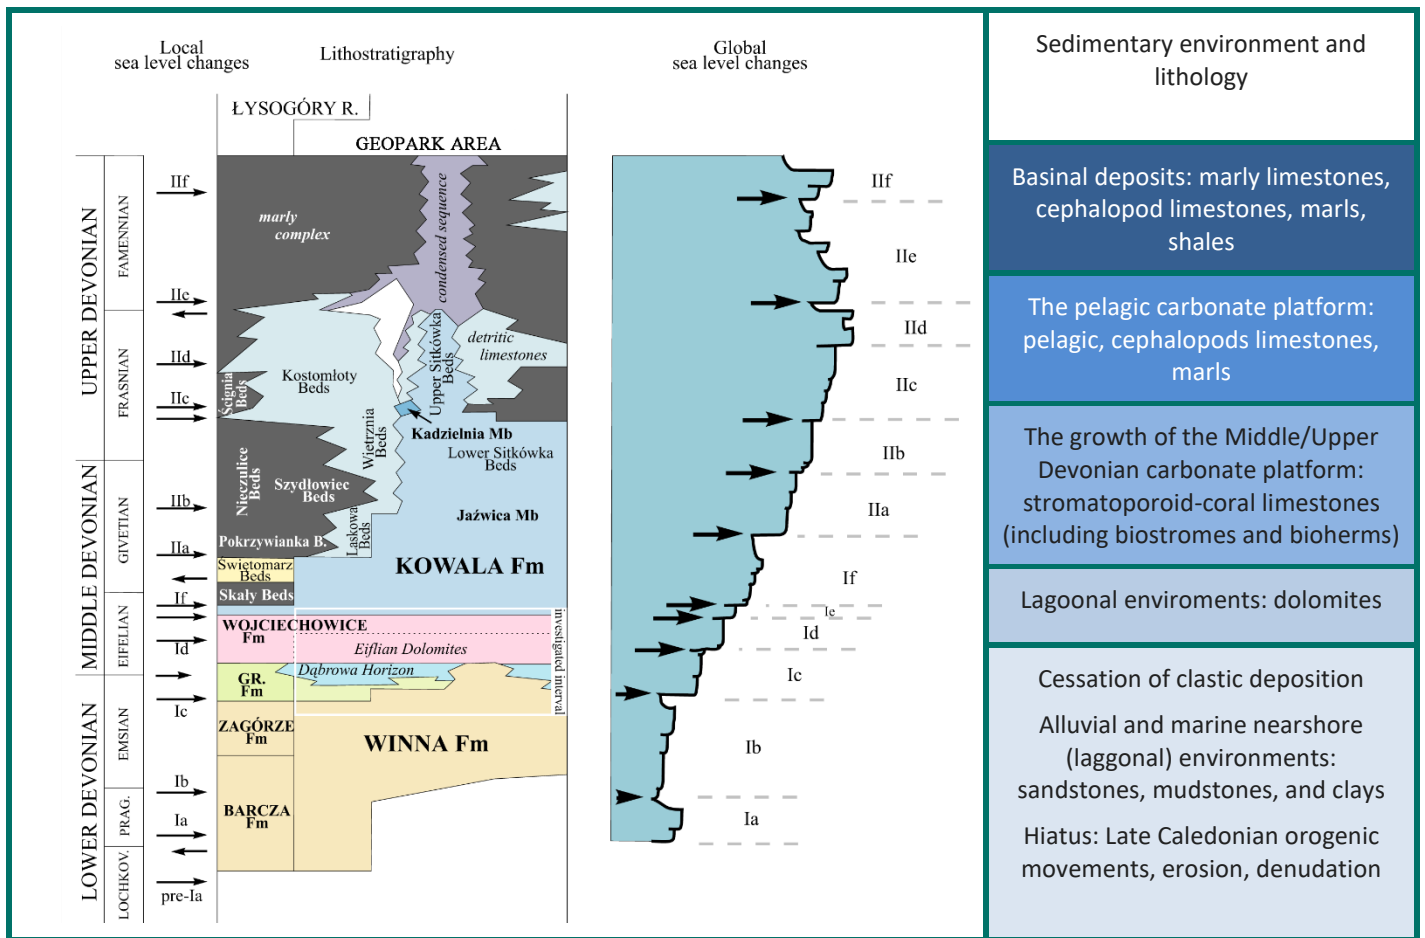 Local
sea level changes
Lithostratigraphy
Global
sea level changes
ŁYSOGÓRY R.
GEOPARK AREA
UPPER DEVONIAN
MIDDLE DEVONIAN
LOWER DEVONIAN
FAMENNIAN
FRASNIAN
GIVETIAN
EIFELIAN
EMSIAN
PRAG.
LOCHKOV.
IIf
IIe
IId
IIc
IIb
IIa
If
Id
Ic
Ib
Ia
pre-Ia
marly
complex
condensed sequence
detritic
limestones
Upper Sitkówka
Beds
Kostomłoty
Beds
Ścignia
Beds
Wietrznia
Beds
Kadzielnia Mb
Lower Sitkówka
Beds
Nieczulice
Beds
Szydłowiec
Beds
Laskowa
Beds
Jaźwica Mb
Pokrzywianka B.
KOWALA Fm
Świętomarz
Beds
Skały Beds
WOJCIECHOWICE
Fm
Eiflian Dolomites
Dąbrowa Horizon
GR.
Fm
investigated interval
ZAGÓRZE
Fm
WINNA Fm
BARCZA
Fm
IIf
IIe
IId
IIc
IIb
IIa
If
Ie
Id
Ic
Ib
Ia
Sedimentary environment and
lithology
Basinal deposits: marly limestones,
cephalopod limestones, marls,
shales
The pelagic carbonate platform:
pelagic, cephalopods limestones,
marls
The growth of the Middle/Upper
Devonian carbonate platform:
stromatoporoid-coral limestones
(including biostromes and bioherms)
Lagoonal enviroments: dolomites
Cessation of clastic deposition
Alluvial and marine nearshore
(laggonal) environments:
sandstones, mudstones, and clays
Hiatus: Late Caledonian orogenic
movements, erosion, denudation